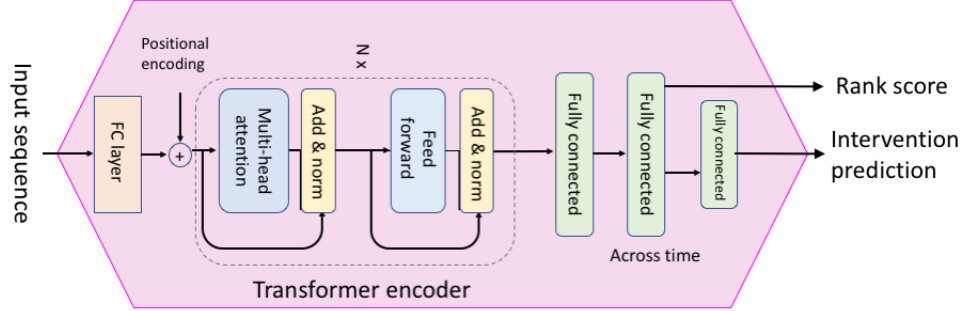 Input sequence
FC layer
Positional
encoding
+
N x
Multi-head
attention
Add & norm
Feed
forward
Add & norm
Transformer encoder
Fully connected
Fully connected
Across time
Fully connected
Rank score
Intervention
prediction